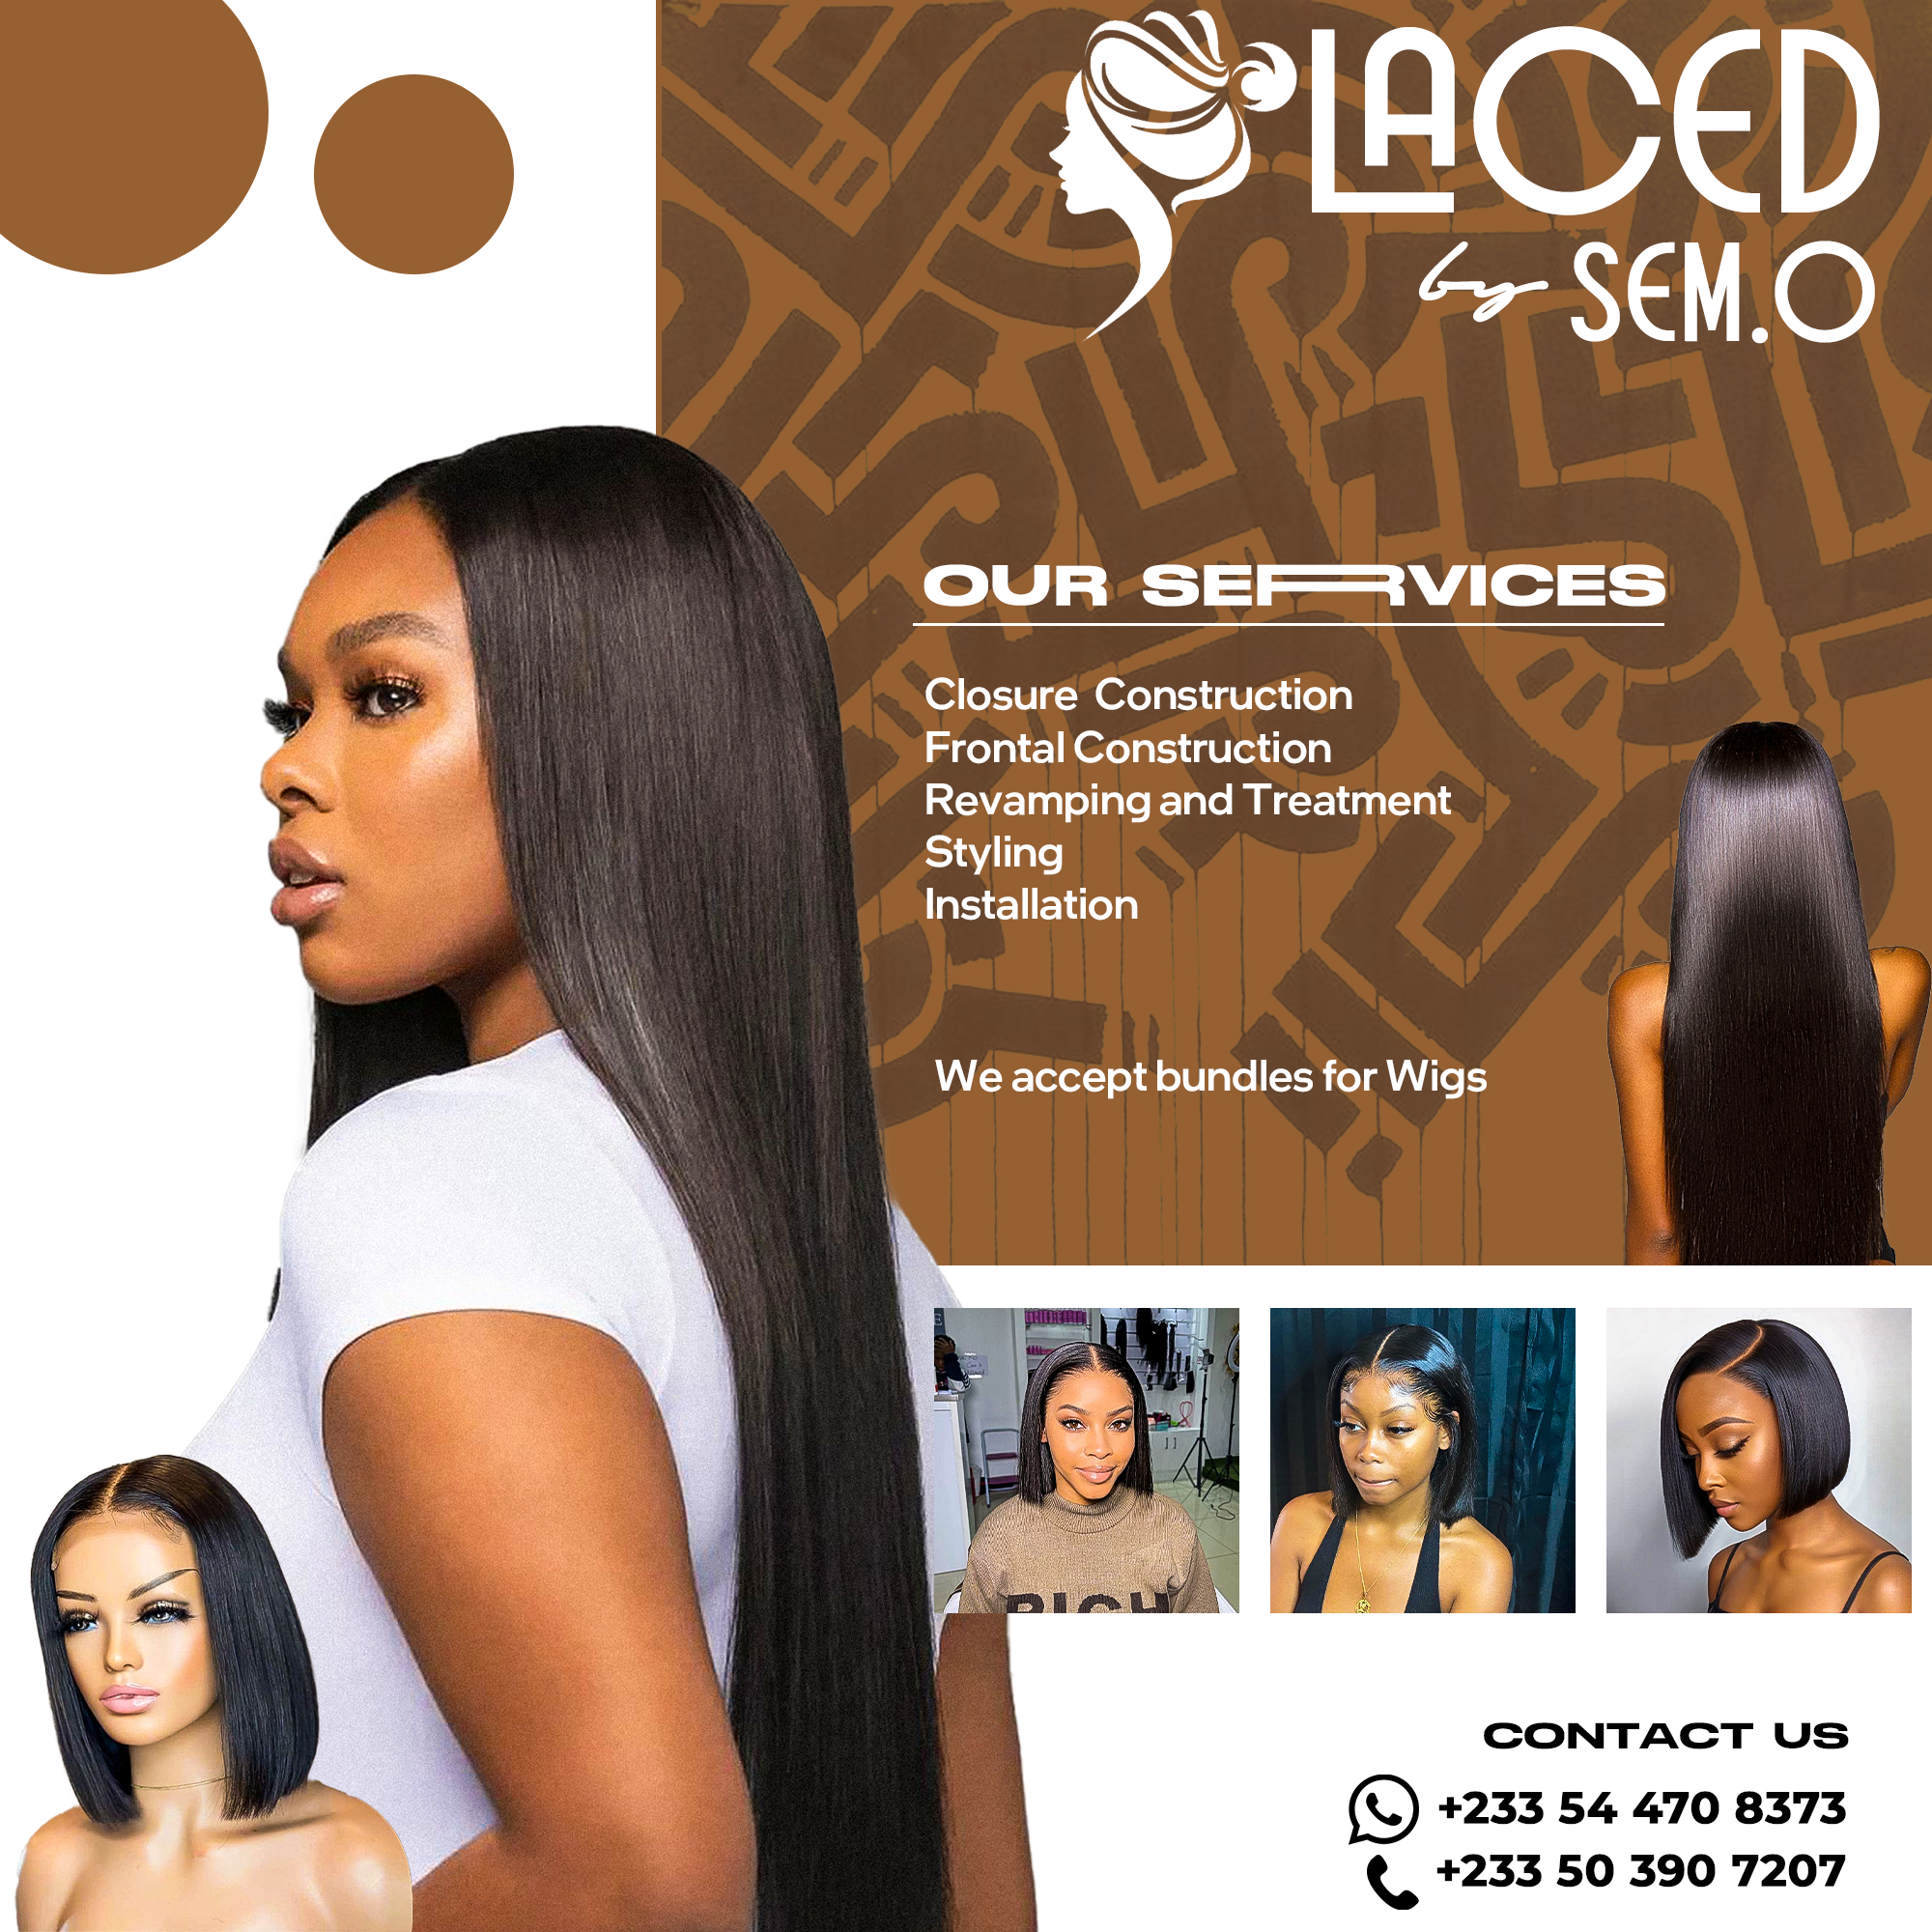 LACED
by SEM.O
OUR SERVICES
Closure Construction
Frontal Construction
Revamping and Treatment
Styling
Installation
We accept bundles for Wigs
RICH
CONTACT US
+233 54 470 8373
+233 50 390 7207